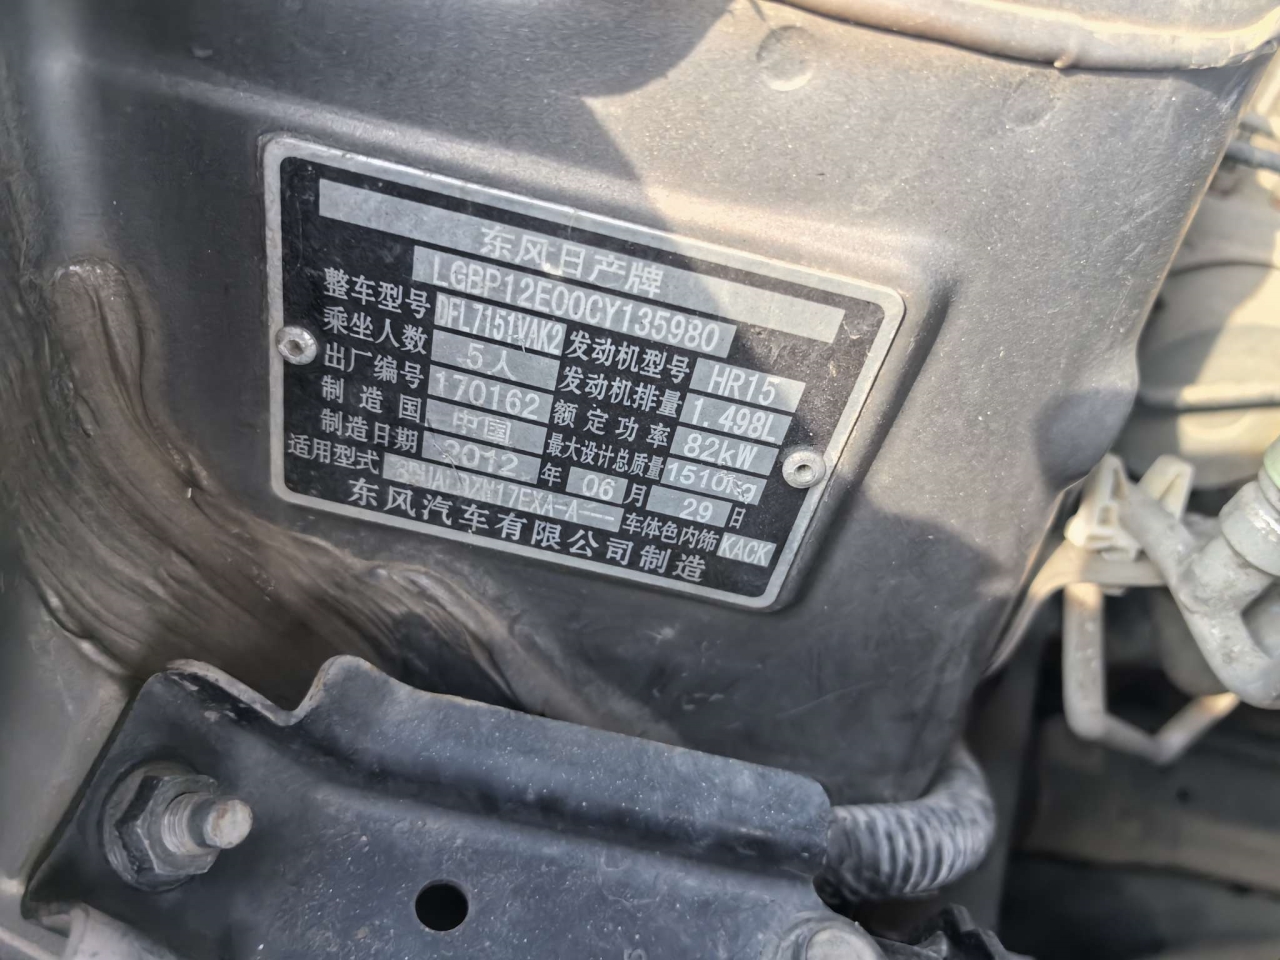 东风日产牌
LGBP12E00CY135980
整车型号 DFL7151VAK2 发动机型号 HR15
乘坐人数 5人 发动机排量 1.498L
出厂编号 170162 额定功率 82kW
制造国 中国 最大设计总质量 1510kg
制造日期 2012 年 06 月 29 日
适用型式 车体色内饰 KACK
东风汽车有限公司制造